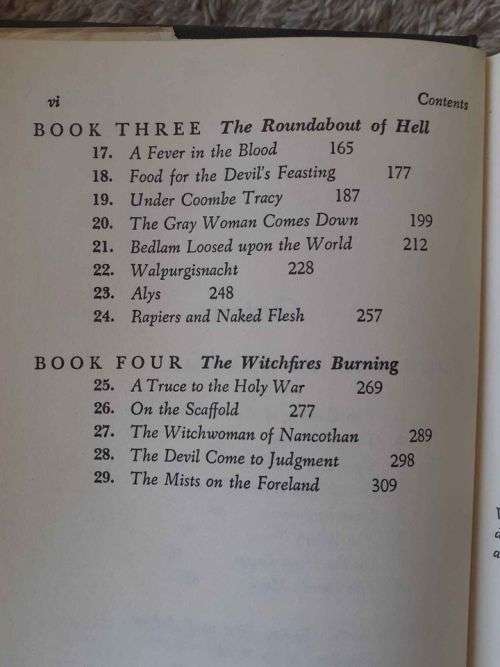 vi Contents
BOOK THREE The Roundabout of Hell
17. A Fever in the Blood 165
18. Food for the Devil's Feasting 177
19. Under Coombe Tracy 187
20. The Gray Woman Comes Down 199
21. Bedlam Loosed upon the World 212
22. Walpurgisnacht 228
23. Alys 248
24. Rapiers and Naked Flesh 257
BOOK FOUR The Witchfires Burning
25. A Truce to the Holy War 269
26. On the Scaffold 277
27. The Witchwoman of Nancothan 289
28. The Devil Come to Judgment 298
29. The Mists on the Foreland 309